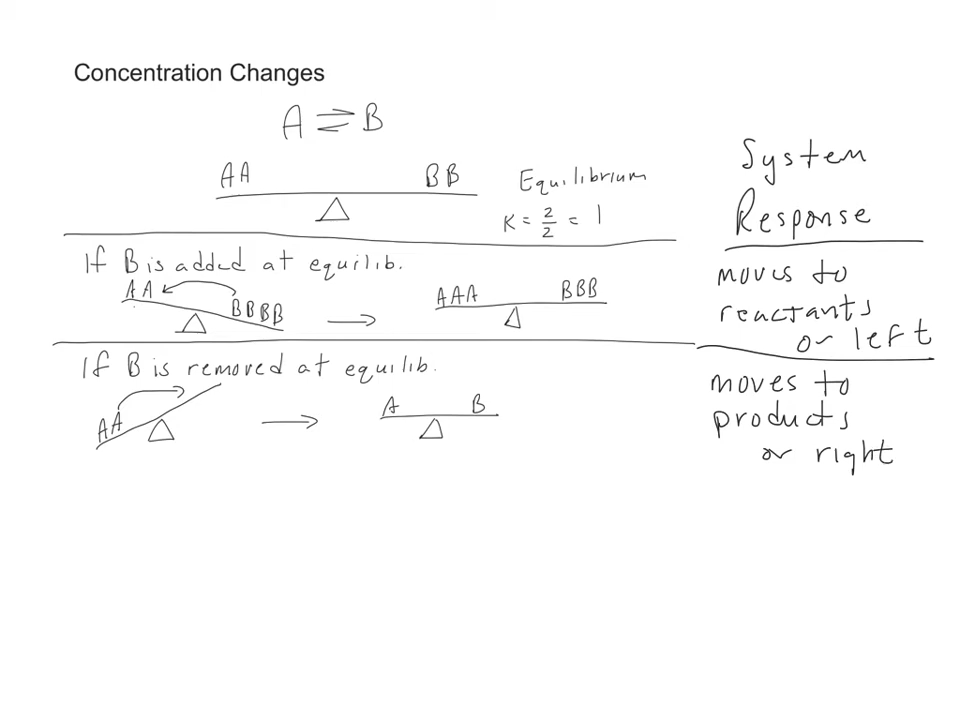 Concentration Changes
A ⇌ B
AA BB
Equilibrium
K = 2/2 = 1
System
Response
If B is added at equilib.
AA BBBB → AAA BBB
moves to
reactants
or left
If B is removed at equilib.
AA → A B
moves to
products
or right